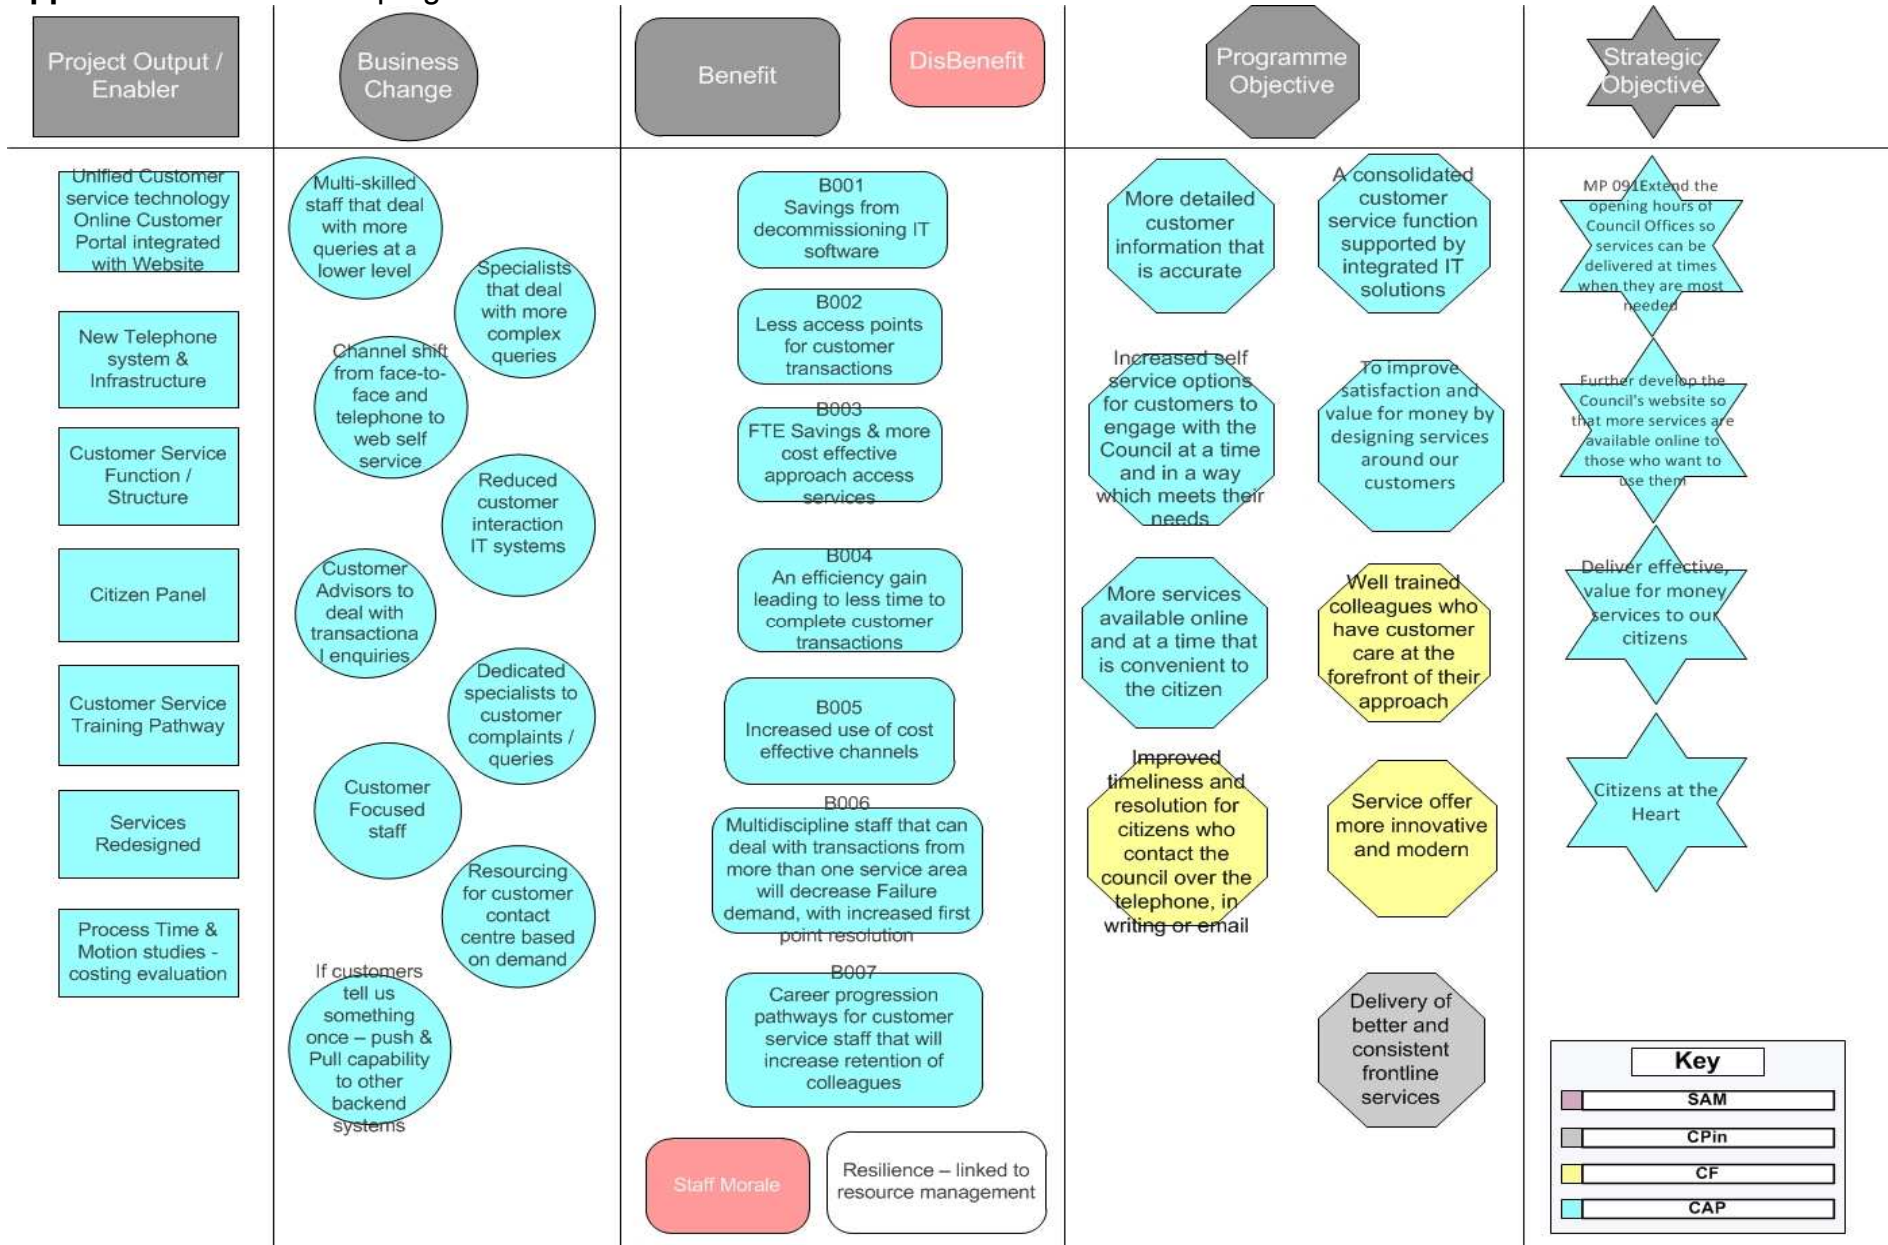 Project Output /
Enabler
Business
Change
Benefit
DisBenefit
Programme
Objective
Strategic
Objective
Unified Customer
service technology
Online Customer
Portal integrated
with Website
New Telephone
system &
Infrastructure
Customer Service
Function /
Structure
Citizen Panel
Customer Service
Training Pathway
Services
Redesigned
Process Time &
Motion studies -
costing evaluation
Multi-skilled
staff that deal
with more
queries at a
lower level
Specialists
that deal
with more
complex
queries
Channel shift
from face-to-
face and
telephone to
web self
service
Reduced
customer
interaction
IT systems
Customer
Advisors to
deal with
transactiona
l enquiries
Dedicated
specialists to
customer
complaints /
queries
Customer
Focused
staff
Resourcing
for customer
contact
centre based
on demand
If customers
tell us
something
once – push &
Pull capability
to other
backend
systems
B001
Savings from
decommissioning IT
software
B002
Less access points
for customer
transactions
B003
FTE Savings & more
cost effective
approach access
services
B004
An efficiency gain
leading to less time to
complete customer
transactions
B005
Increased use of cost
effective channels
B006
Multidiscipline staff that can
deal with transactions from
more than one service area
will decrease Failure
demand, with increased first
point resolution
B007
Career progression
pathways for customer
service staff that will
increase retention of
colleagues
Staff Morale
Resilience – linked to
resource management
More detailed
customer
information that
is accurate
A consolidated
customer
service function
supported by
integrated IT
solutions
Increased self
service options
for customers to
engage with the
Council at a time
and in a way
which meets their
needs
To improve
satisfaction and
value for money by
designing services
around our
customers
More services
available online
and at a time that
is convenient to
the citizen
Well trained
colleagues who
have customer
care at the
forefront of their
approach
Improved
timeliness and
resolution for
citizens who
contact the
council over the
telephone, in
writing or email
Service offer
more innovative
and modern
Delivery of
better and
consistent
frontline
services
MP 091Extend the
opening hours of
Council Offices so
services can be
delivered at times
when they are most
needed
Further develop the
Council's website so
that more services are
available online to
those who want to
use them
Deliver effective,
value for money
services to our
citizens
Citizens at the
Heart
Key
SAM
CPin
CF
CAP